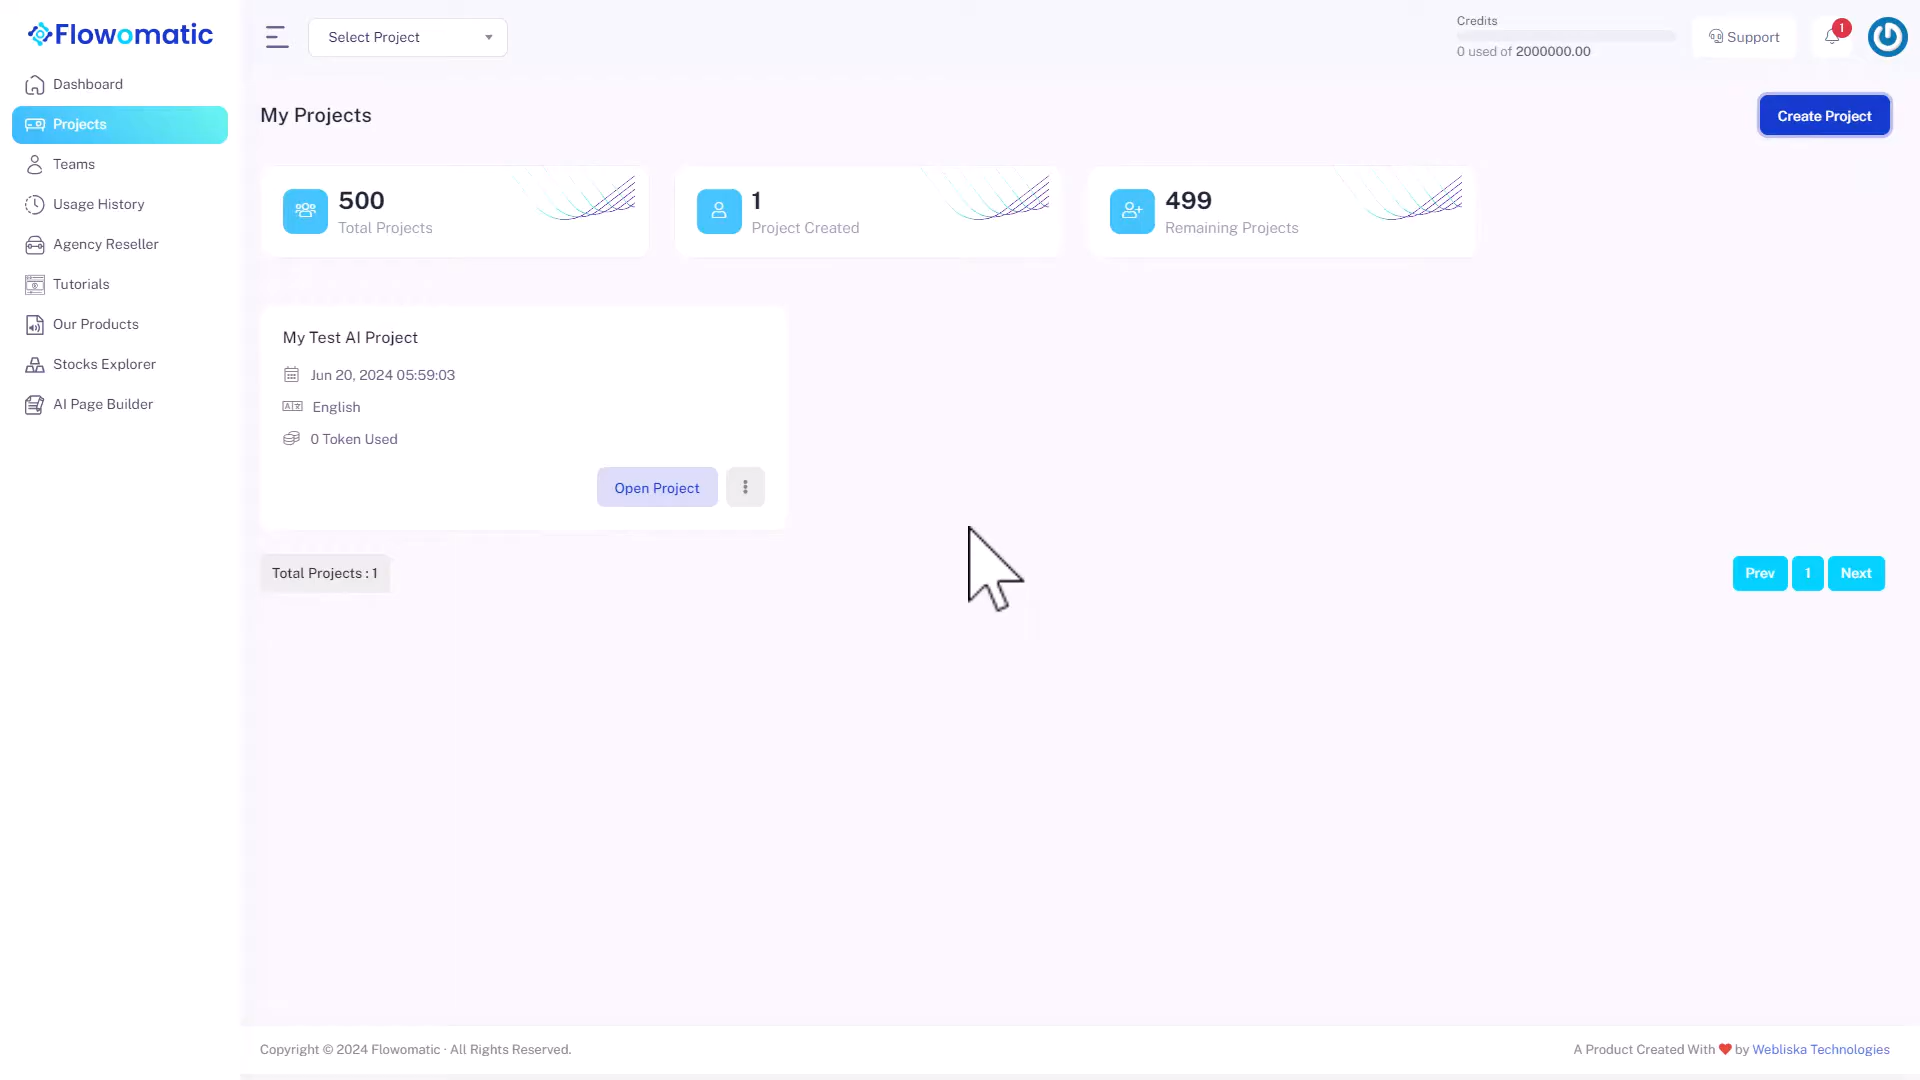 Flowomatic
Select Project
Credits
0 used of 2000000.00
Support
1
Dashboard
Projects
Teams
Usage History
Agency Reseller
Tutorials
Our Products
Stocks Explorer
AI Page Builder
My Projects
Create Project
500
Total Projects
1
Project Created
499
Remaining Projects
My Test AI Project
Jun 20, 2024 05:59:03
English
0 Token Used
Open Project
Total Projects : 1
Prev
1
Next
Copyright © 2024 Flowomatic · All Rights Reserved.
A Product Created With ❤ by Webliska Technologies